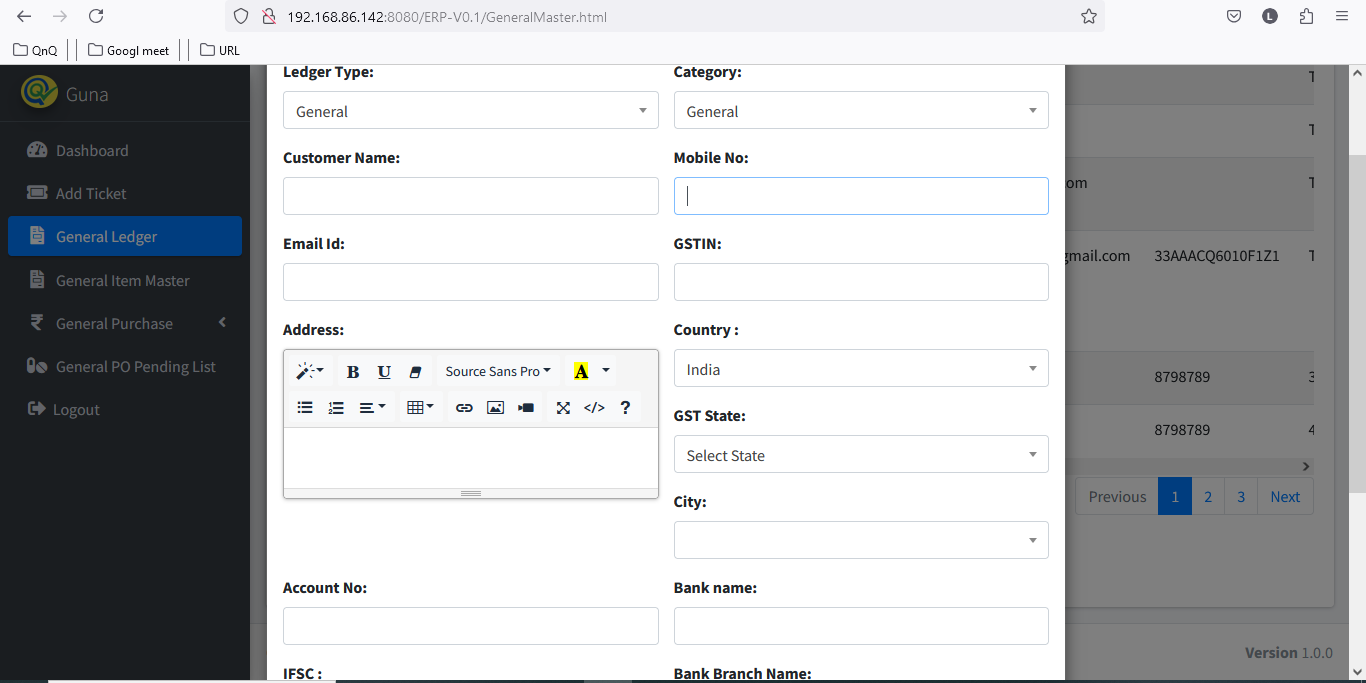 192.168.86.142:8080/ERP-V0.1/GeneralMaster.html
L
QnQ
Googl meet
URL
Guna
Dashboard
Add Ticket
General Ledger
General Item Master
General Purchase
General PO Pending List
Logout
Ledger Type:
Category:
General
General
Customer Name:
Mobile No:
Email Id:
GSTIN:
Address:
Country :
B U Source Sans Pro A
</> ?
India
GST State:
Select State
City:
Account No:
Bank name:
IFSC :
Bank Branch Name:
om
gmail.com 33AAACQ6010F1Z1
8798789
8798789 4
Previous 1 2 3 Next
Version 1.0.0